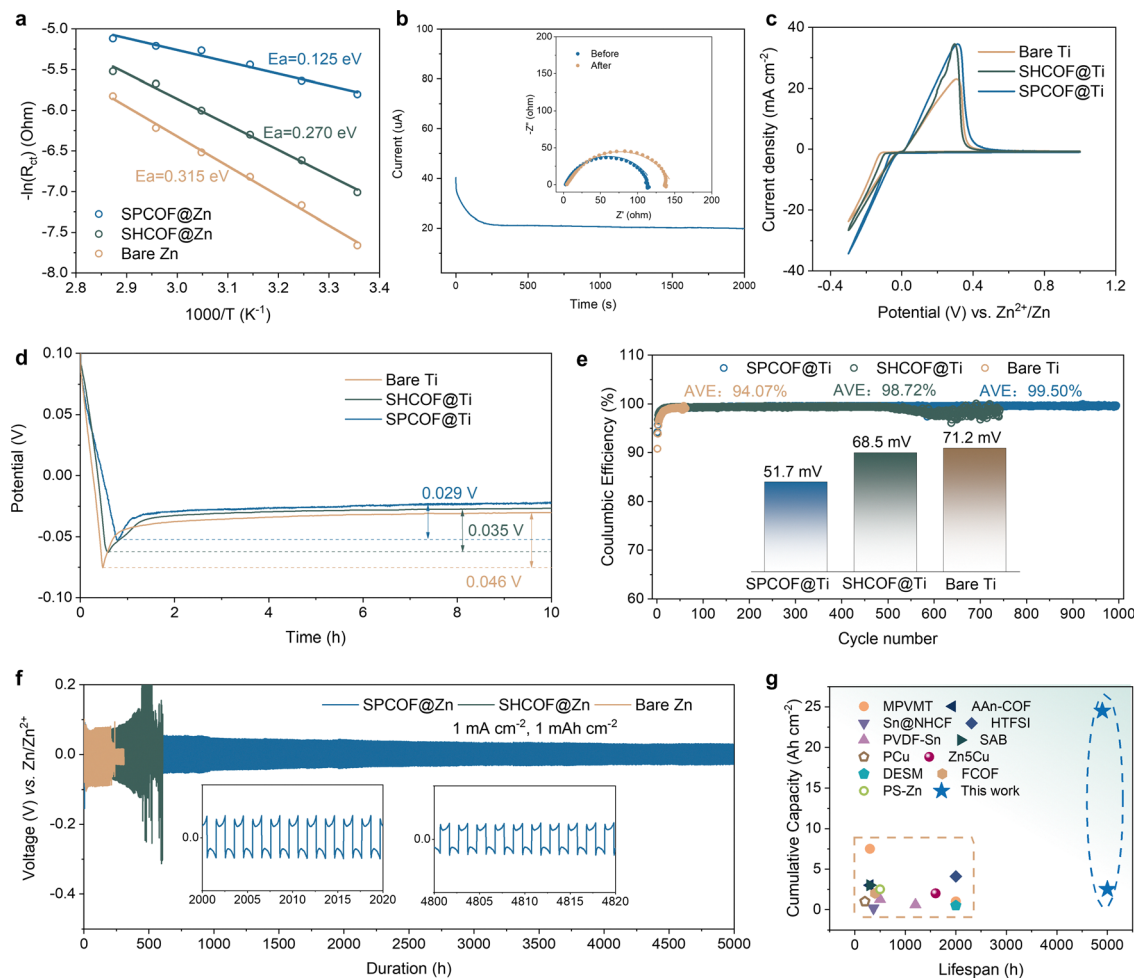 a
-5.0
-5.5
-6.0
-6.5
-7.0
-7.5
-8.0
-ln(Rct) (Ohm)
Ea=0.125 eV
Ea=0.270 eV
Ea=0.315 eV
SPCOF@Zn
SHCOF@Zn
Bare Zn
2.8 2.9 3.0 3.1 3.2 3.3 3.4
1000/T (K-1)
b
100
80
60
40
20
0
Current (uA)
200
150
100
50
0
-Z'' (ohm)
Before
After
0 50 100 150 200
Z' (ohm)
0 500 1000 1500 2000
Time (s)
c
40
20
0
-20
-40
Current density (mA cm-2)
Bare Ti
SHCOF@Ti
SPCOF@Ti
-0.4 0.0 0.4 0.8 1.2
Potential (V) vs. Zn2+/Zn
d
0.10
0.05
0.00
-0.05
-0.10
Potential (V)
Bare Ti
SHCOF@Ti
SPCOF@Ti
0.029 V
0.035 V
0.046 V
0 2 4 6 8 10
Time (h)
e
110
100
90
80
70
60
Coulumbic Efficiency (%)
SPCOF@Ti SHCOF@Ti Bare Ti
AVE: 94.07% AVE: 98.72% AVE: 99.50%
51.7 mV
68.5 mV
71.2 mV
SPCOF@Ti SHCOF@Ti Bare Ti
0 100 200 300 400 500 600 700 800 900 1000
Cycle number
f
0.2
0.0
-0.2
-0.4
Voltage (V) vs. Zn/Zn2+
SPCOF@Zn SHCOF@Zn Bare Zn
1 mA cm-2, 1 mAh cm-2
0.0
2000 2005 2010 2015 2020
0.0
4800 4805 4810 4815 4820
0 500 1000 1500 2000 2500 3000 3500 4000 4500 5000
Duration (h)
g
25
20
15
10
5
0
Cumulative Capacity (Ah cm-2)
MPVMT AAn-COF
Sn@NHCF HTFSI
PVDF-Sn SAB
PCu Zn5Cu
DESM FCOF
PS-Zn This work
0 1000 2000 3000 4000 5000
Lifespan (h)